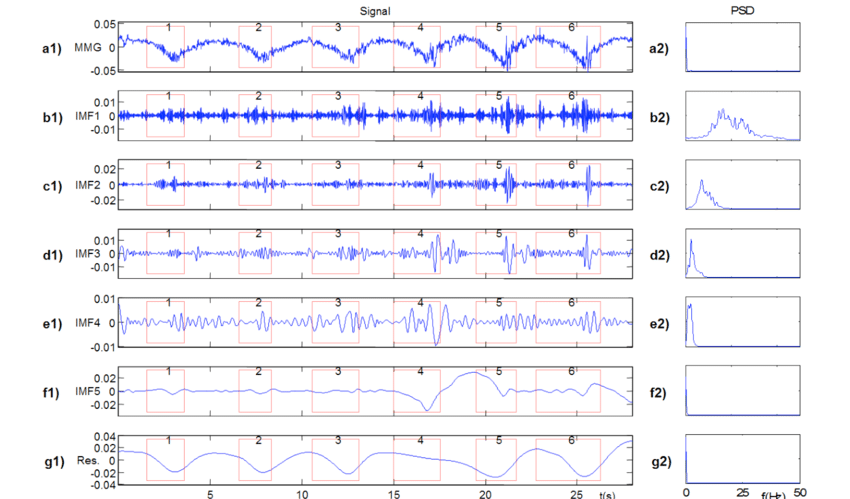 Signal PSD
0.05
1 2 3 4 5 6
a1) MMG 0 a2)
-0.05
1 2 3 4 5 6
0.01
b1) IMF1 0 b2)
-0.01
1 2 3 4 5 6
0.02
c1) IMF2 0 c2)
-0.02
1 2 3 4 5 6
0.01
d1) IMF3 0 d2)
-0.01
0.01
1 2 3 4 5 6
e1) IMF4 0 e2)
-0.01
1 2 3 4 5 6
0.02
f1) IMF5 0 f2)
-0.02
0.04
1 2 3 4 5 6
0.02
g1) Res. 0 g2)
-0.02
-0.04
5 10 15 20 25 t(s) 0 25 f(Hz) 50